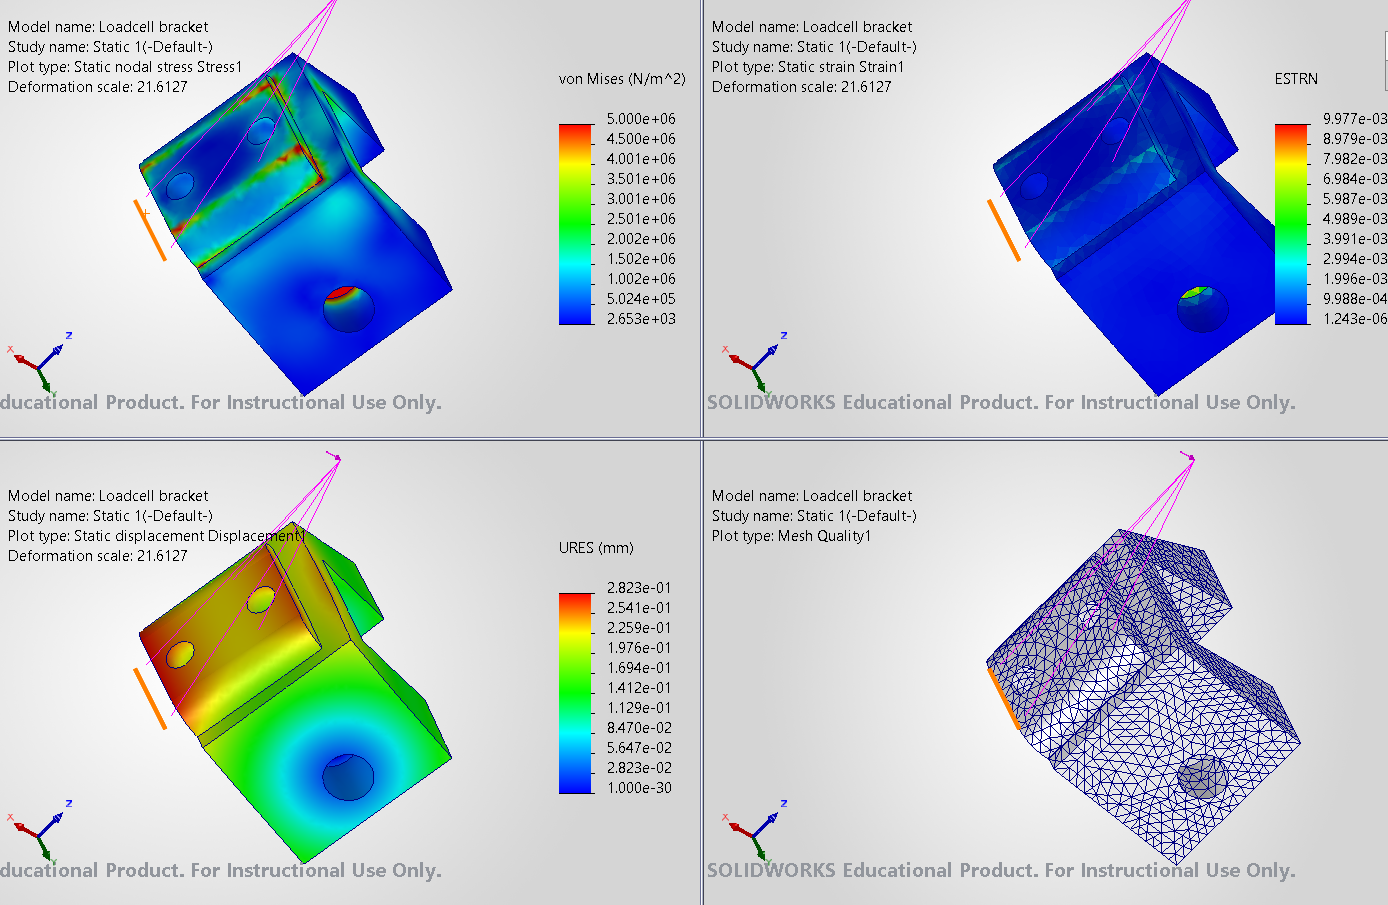 Model name: Loadcell bracket
Study name: Static 1(-Default-)
Plot type: Static nodal stress Stress1
Deformation scale: 21.6127
von Mises (N/m^2)
5.000e+06
4.500e+06
4.001e+06
3.501e+06
3.001e+06
2.501e+06
2.002e+06
1.502e+06
1.002e+06
5.024e+05
2.653e+03
X
Z
Y
ducational Product. For Instructional Use Only.
Model name: Loadcell bracket
Study name: Static 1(-Default-)
Plot type: Static strain Strain1
Deformation scale: 21.6127
ESTRN
9.977e-03
8.979e-03
7.982e-03
6.984e-03
5.987e-03
4.989e-03
3.991e-03
2.994e-03
1.996e-03
9.988e-04
1.243e-06
X
Z
Y
SOLIDWORKS Educational Product. For Instructional Use Only.
Model name: Loadcell bracket
Study name: Static 1(-Default-)
Plot type: Static displacement Displacement1
Deformation scale: 21.6127
URES (mm)
2.823e-01
2.541e-01
2.259e-01
1.976e-01
1.694e-01
1.412e-01
1.129e-01
8.470e-02
5.647e-02
2.823e-02
1.000e-30
X
Z
Y
ducational Product. For Instructional Use Only.
Model name: Loadcell bracket
Study name: Static 1(-Default-)
Plot type: Mesh Quality1
X
Z
Y
SOLIDWORKS Educational Product. For Instructional Use Only.